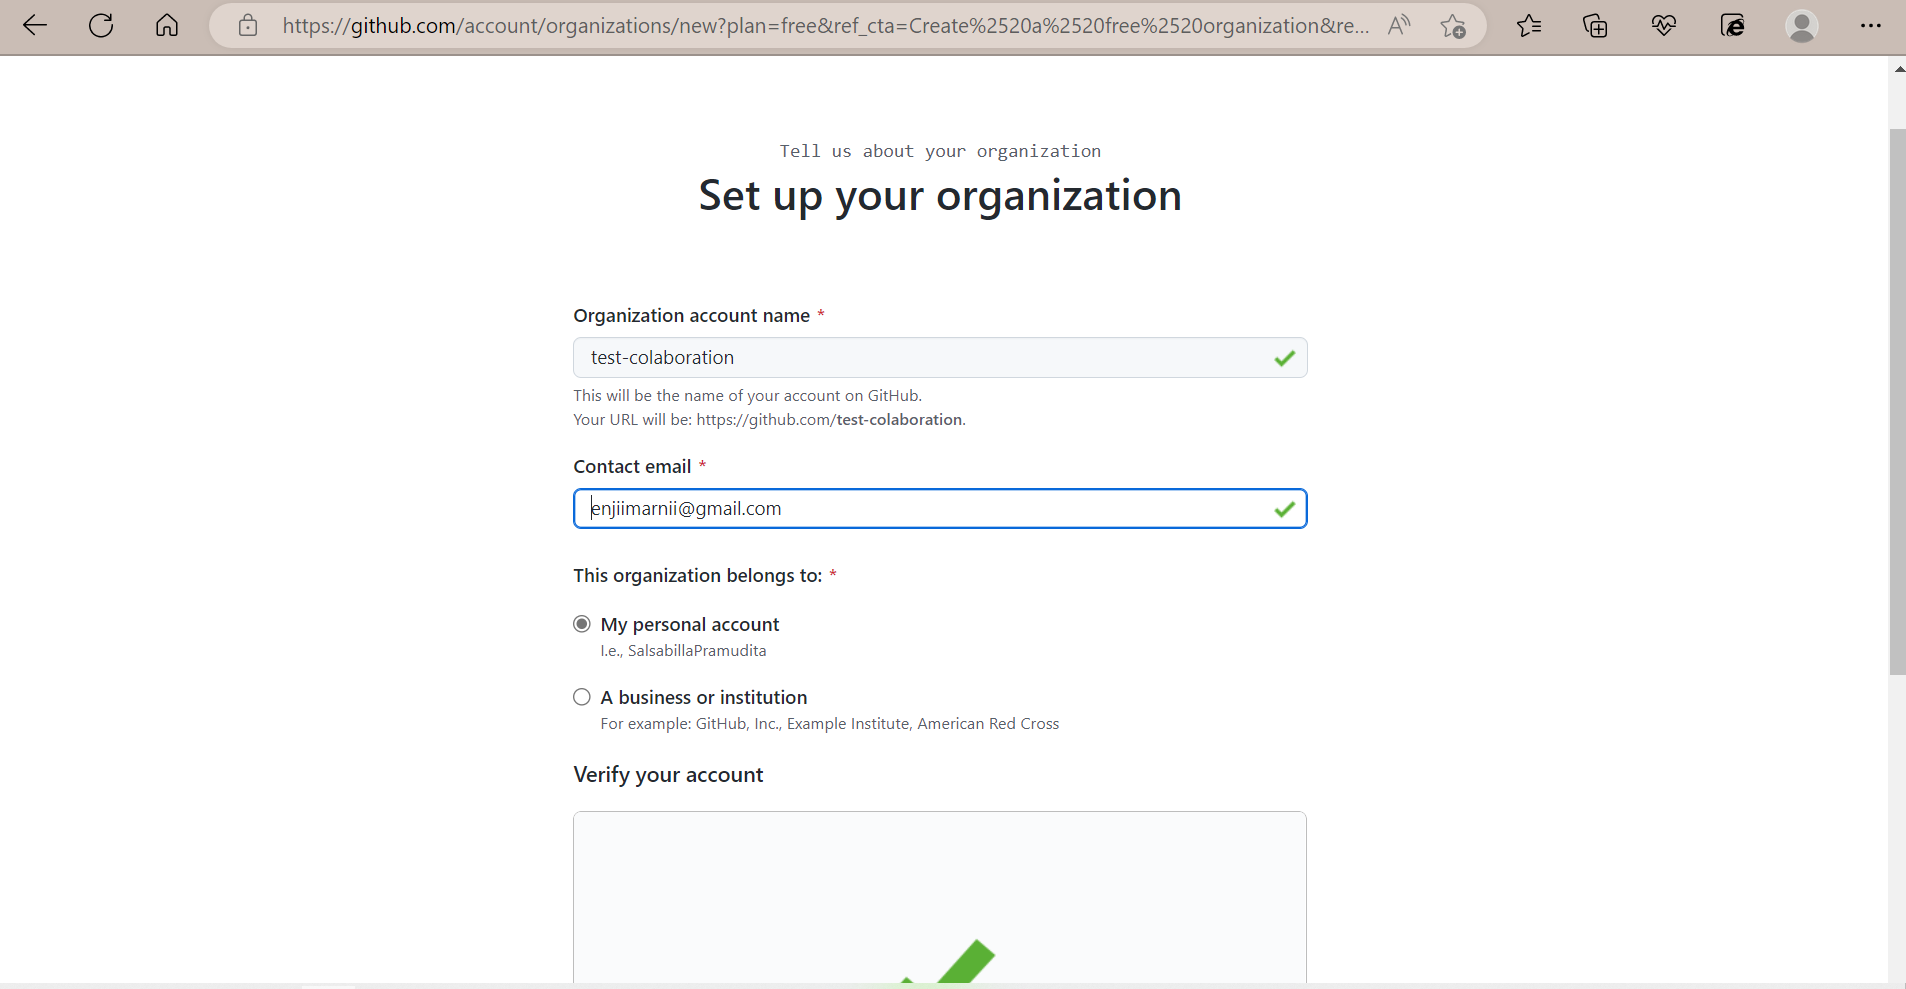 https://github.com/account/organizations/new?plan=free&ref_cta=Create%2520a%2520free%2520organization&re...
Tell us about your organization
Set up your organization
Organization account name *
test-colaboration
This will be the name of your account on GitHub.
Your URL will be: https://github.com/test-colaboration.
Contact email *
enjiimarnii@gmail.com
This organization belongs to: *
My personal account
I.e., SalsabillaPramudita
A business or institution
For example: GitHub, Inc., Example Institute, American Red Cross
Verify your account